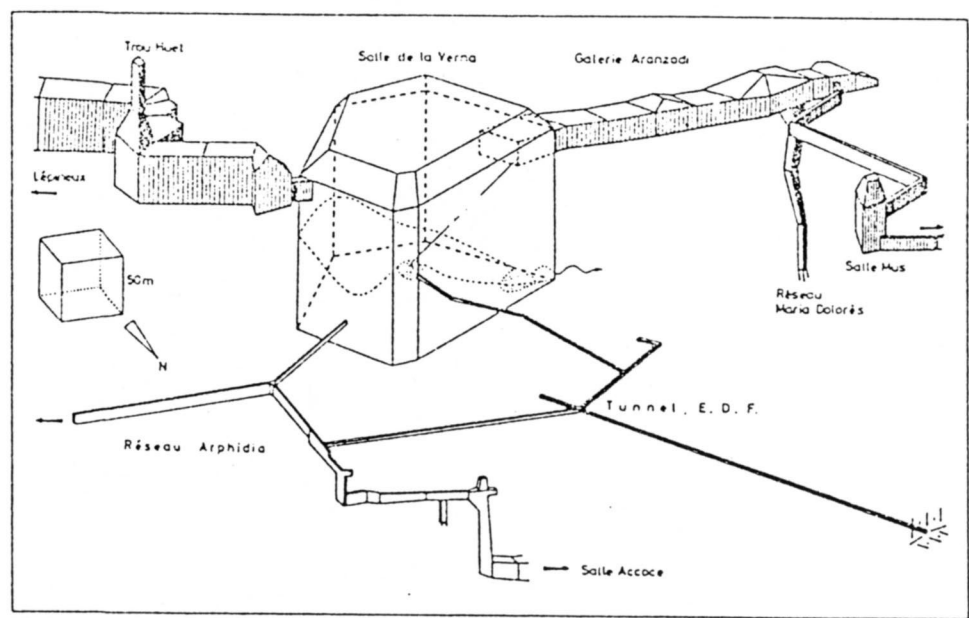 Trou Huet
Salle de la Verna
Galerie Aranzadi
Lépineux
50m
N
Salle Mus
Réseau
Maria Dolorès
Tunnel. E. D. F.
Réseau Arphidia
Salle Accoce